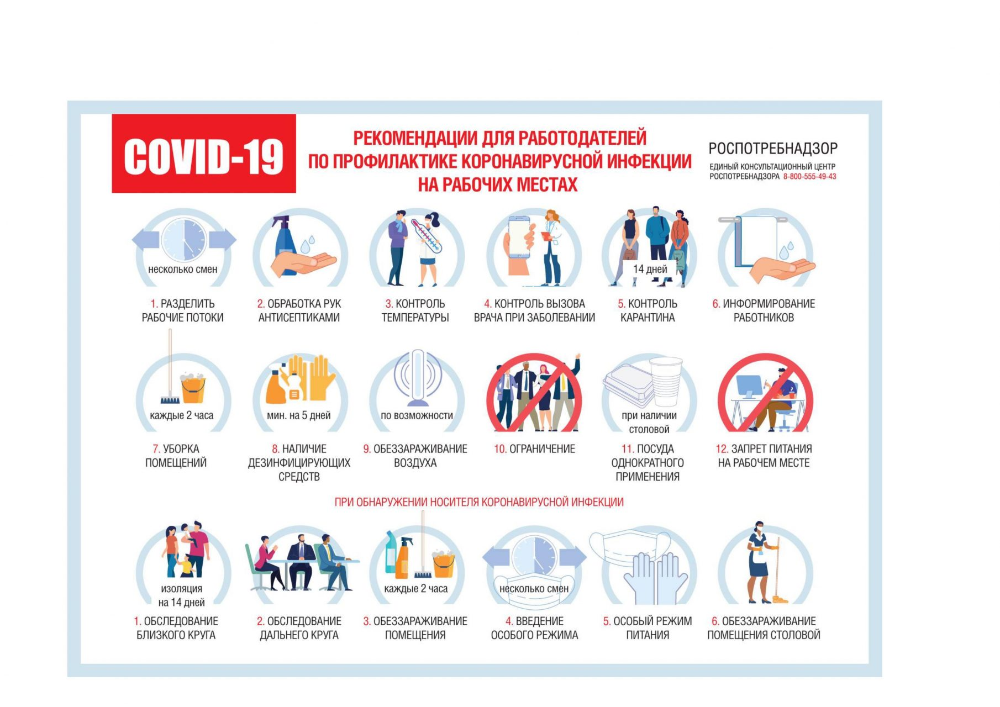 COVID-19
РЕКОМЕНДАЦИИ ДЛЯ РАБОТОДАТЕЛЕЙ
ПО ПРОФИЛАКТИКЕ КОРОНАВИРУСНОЙ ИНФЕКЦИИ
НА РАБОЧИХ МЕСТАХ
РОСПОТРЕБНАДЗОР
ЕДИНЫЙ КОНСУЛЬТАЦИОННЫЙ ЦЕНТР
РОСПОТРЕБНАДЗОРА 8-800-555-49-43
несколько смен
1. РАЗДЕЛИТЬ
РАБОЧИЕ ПОТОКИ
2. ОБРАБОТКА РУК
АНТИСЕПТИКАМИ
3. КОНТРОЛЬ
ТЕМПЕРАТУРЫ
4. КОНТРОЛЬ ВЫЗОВА
ВРАЧА ПРИ ЗАБОЛЕВАНИИ
14 дней
5. КОНТРОЛЬ
КАРАНТИНА
6. ИНФОРМИРОВАНИЕ
РАБОТНИКОВ
каждые 2 часа
7. УБОРКА
ПОМЕЩЕНИЙ
мин. на 5 дней
8. НАЛИЧИЕ
ДЕЗИНФИЦИРУЮЩИХ
СРЕДСТВ
по возможности
9. ОБЕЗЗАРАЖИВАНИЕ
ВОЗДУХА
10. ОГРАНИЧЕНИЕ
при наличии
столовой
11. ПОСУДА
ОДНОКРАТНОГО
ПРИМЕНЕНИЯ
12. ЗАПРЕТ ПИТАНИЯ
НА РАБОЧЕМ МЕСТЕ
ПРИ ОБНАРУЖЕНИИ НОСИТЕЛЯ КОРОНАВИРУСНОЙ ИНФЕКЦИИ
изоляция
на 14 дней
1. ОБСЛЕДОВАНИЕ
БЛИЗКОГО КРУГА
2. ОБСЛЕДОВАНИЕ
ДАЛЬНЕГО КРУГА
каждые 2 часа
3. ОБЕЗЗАРАЖИВАНИЕ
ПОМЕЩЕНИЯ
несколько смен
4. ВВЕДЕНИЕ
ОСОБОГО РЕЖИМА
5. ОСОБЫЙ РЕЖИМ
ПИТАНИЯ
6. ОБЕЗЗАРАЖИВАНИЕ
ПОМЕЩЕНИЯ СТОЛОВОЙ